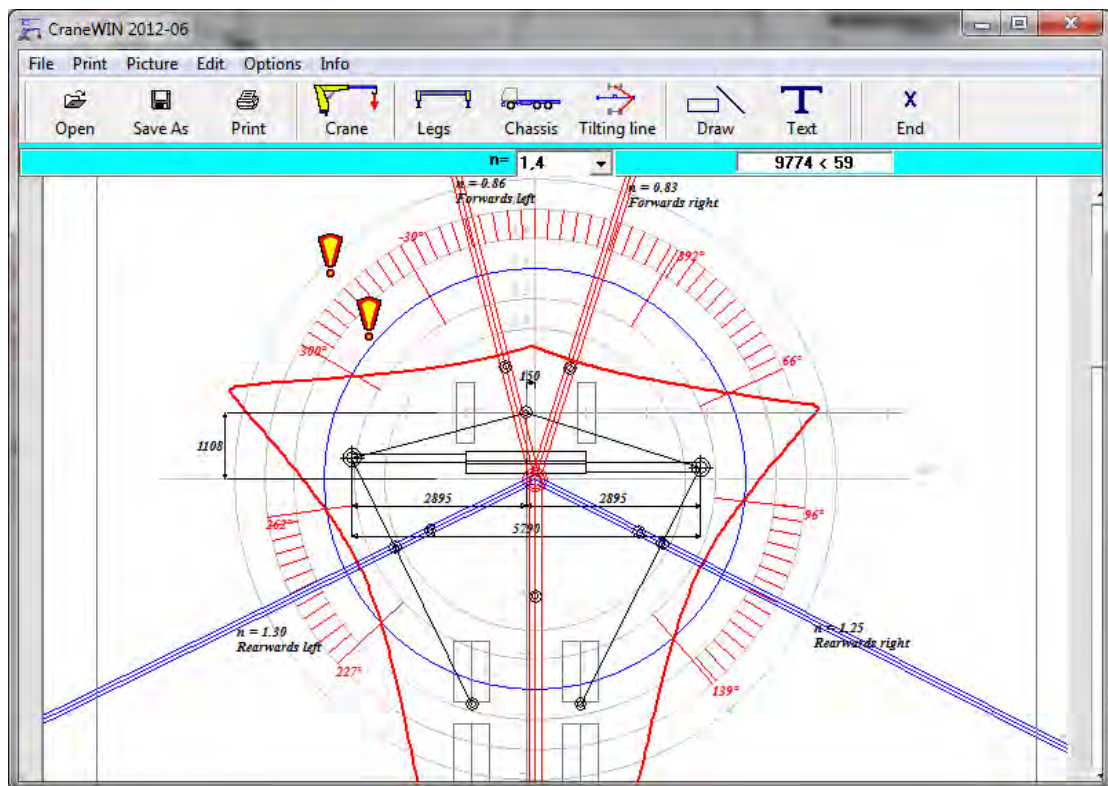 CraneWIN 2012-06
File Print Picture Edit Options Info
Open Save As Print Crane Legs Chassis Tilting line Draw Text X End
n= 1,4 9774 < 59
n = 0.86
Forwards left
n = 0.83
Forwards right
-30°
392°
300°
66°
150
1108
2895 2895
262° 96°
5790
n = 1.30
Rearwards left
n = 1.25
Rearwards right
227°
139°